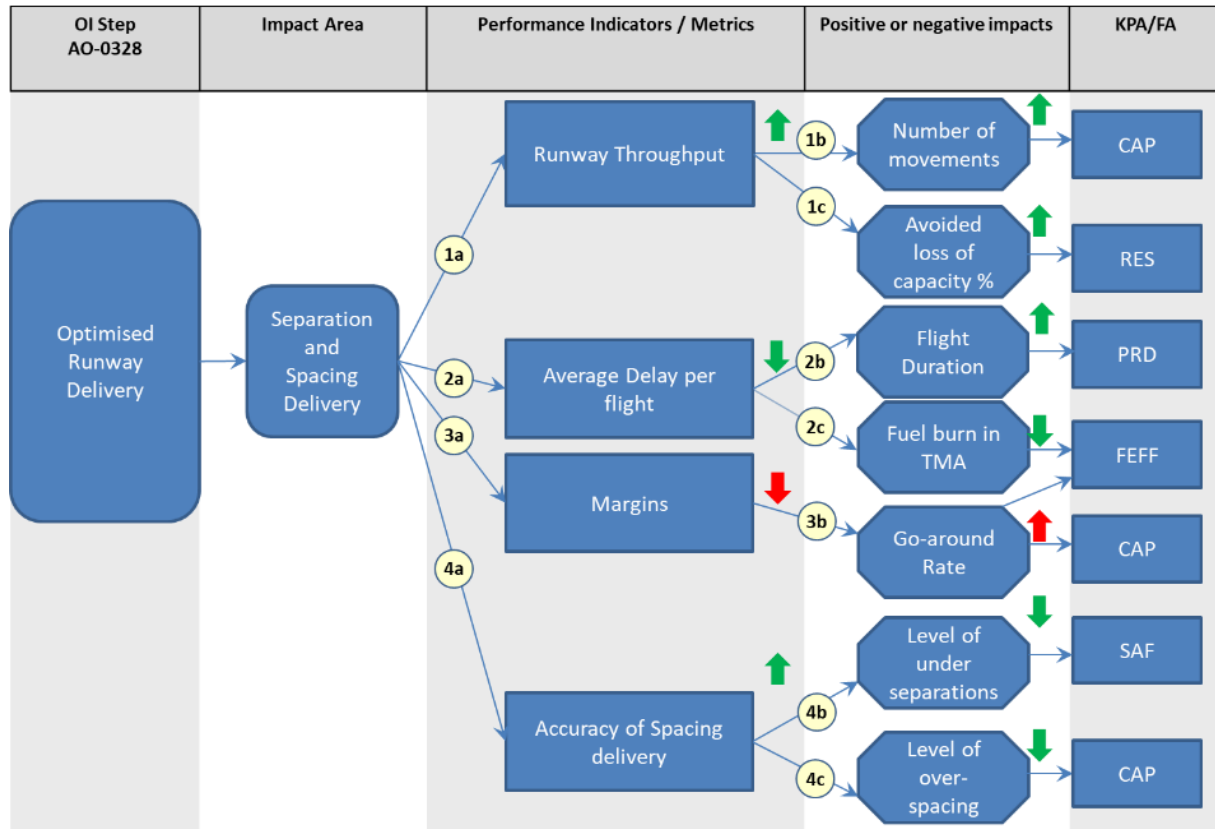 OI Step
AO-0328
Impact Area
Performance Indicators / Metrics
Positive or negative impacts
KPA/FA
Optimised
Runway
Delivery
Separation
and
Spacing
Delivery
1a
2a
3a
4a
Runway Throughput
Average Delay per
flight
Margins
Accuracy of Spacing
delivery
1b
1c
2b
2c
3b
4b
4c
Number of
movements
Avoided
loss of
capacity %
Flight
Duration
Fuel burn in
TMA
Go-around
Rate
Level of
under
separations
Level of
over-
spacing
CAP
RES
PRD
FEFF
CAP
SAF
CAP